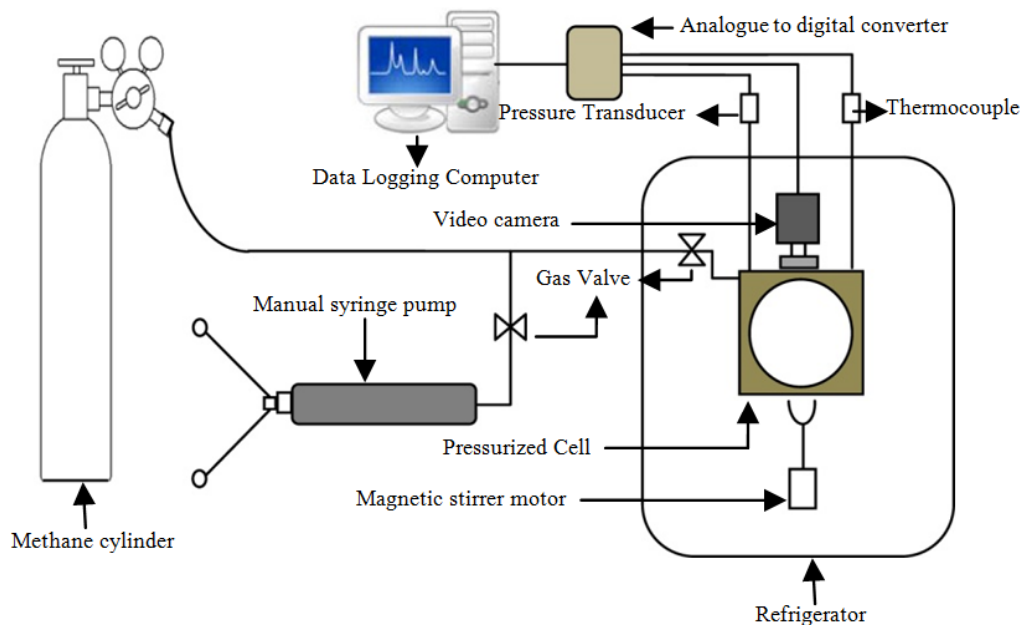 Analogue to digital converter
Pressure Transducer
Thermocouple
Data Logging Computer
Video camera
Gas Valve
Manual syringe pump
Pressurized Cell
Magnetic stirrer motor
Methane cylinder
Refrigerator